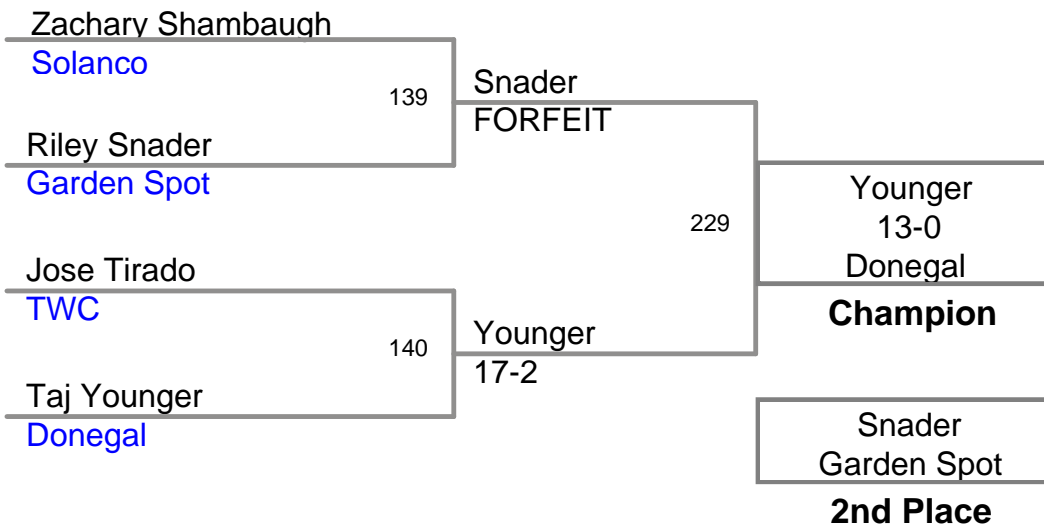 Zachary Shambaugh
Solanco
139
Snader
FORFEIT
Riley Snader
Garden Spot
229
Younger
13-0
Donegal
Champion
Jose Tirado
TWC
140
Younger
17-2
Taj Younger
Donegal
Snader
Garden Spot
2nd Place